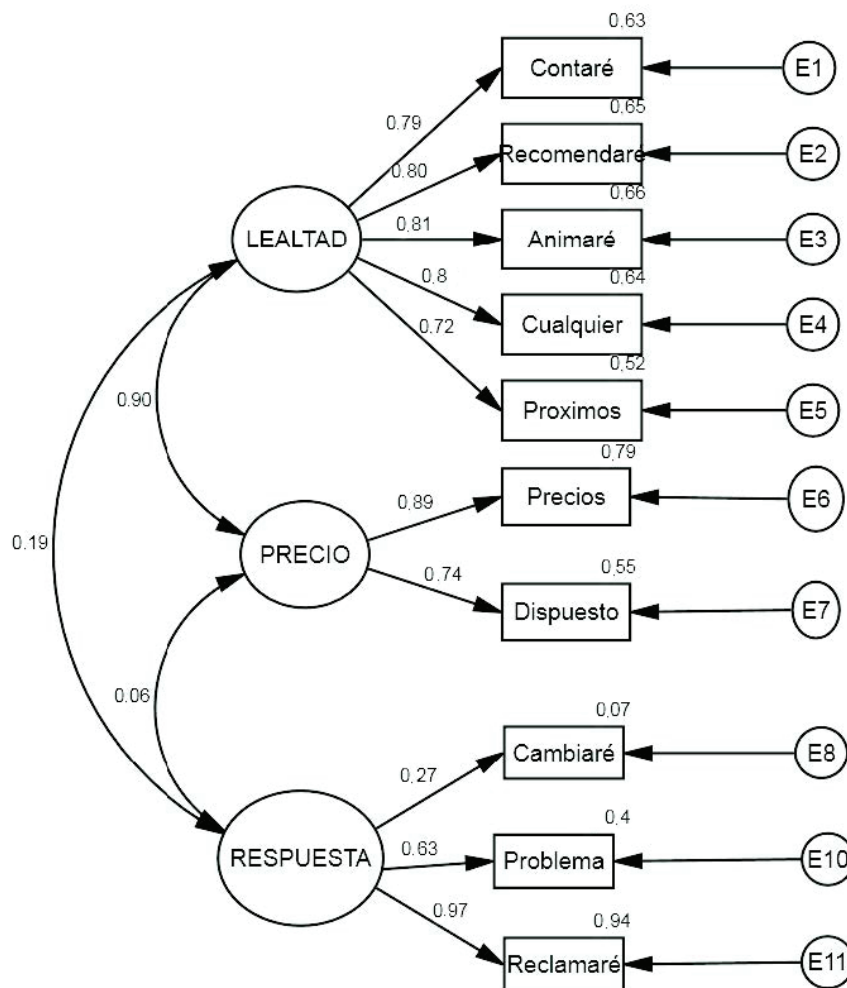 0.63
Contaré
E1
0.79
0.65
Recomendaré
E2
0.80
0.66
LEALTAD
0.81
Animaré
E3
0.8
0.64
Cualquier
E4
0.72
0,52
Proximos
E5
0.90
0,79
Precios
E6
0,89
PRECIO
0.74
0,55
Dispuesto
E7
0.19
0.06
0,07
Cambiaré
E8
0,27
0,4
RESPUESTA
0.63
Problema
E10
0.97
0,94
Reclamaré
E11